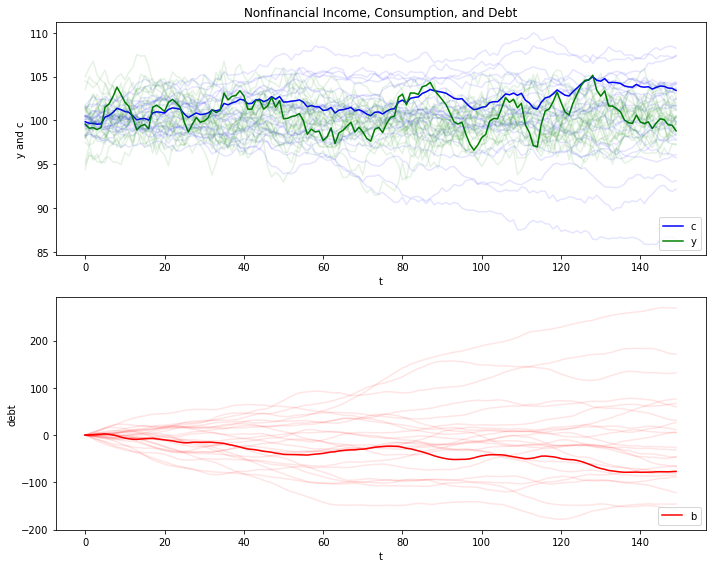 Nonfinancial Income, Consumption, and Debt
110
105
100
95
90
85
y and c
c
y
0 20 40 60 80 100 120 140
t
200
100
0
−100
−200
debt
b
0 20 40 60 80 100 120 140
t